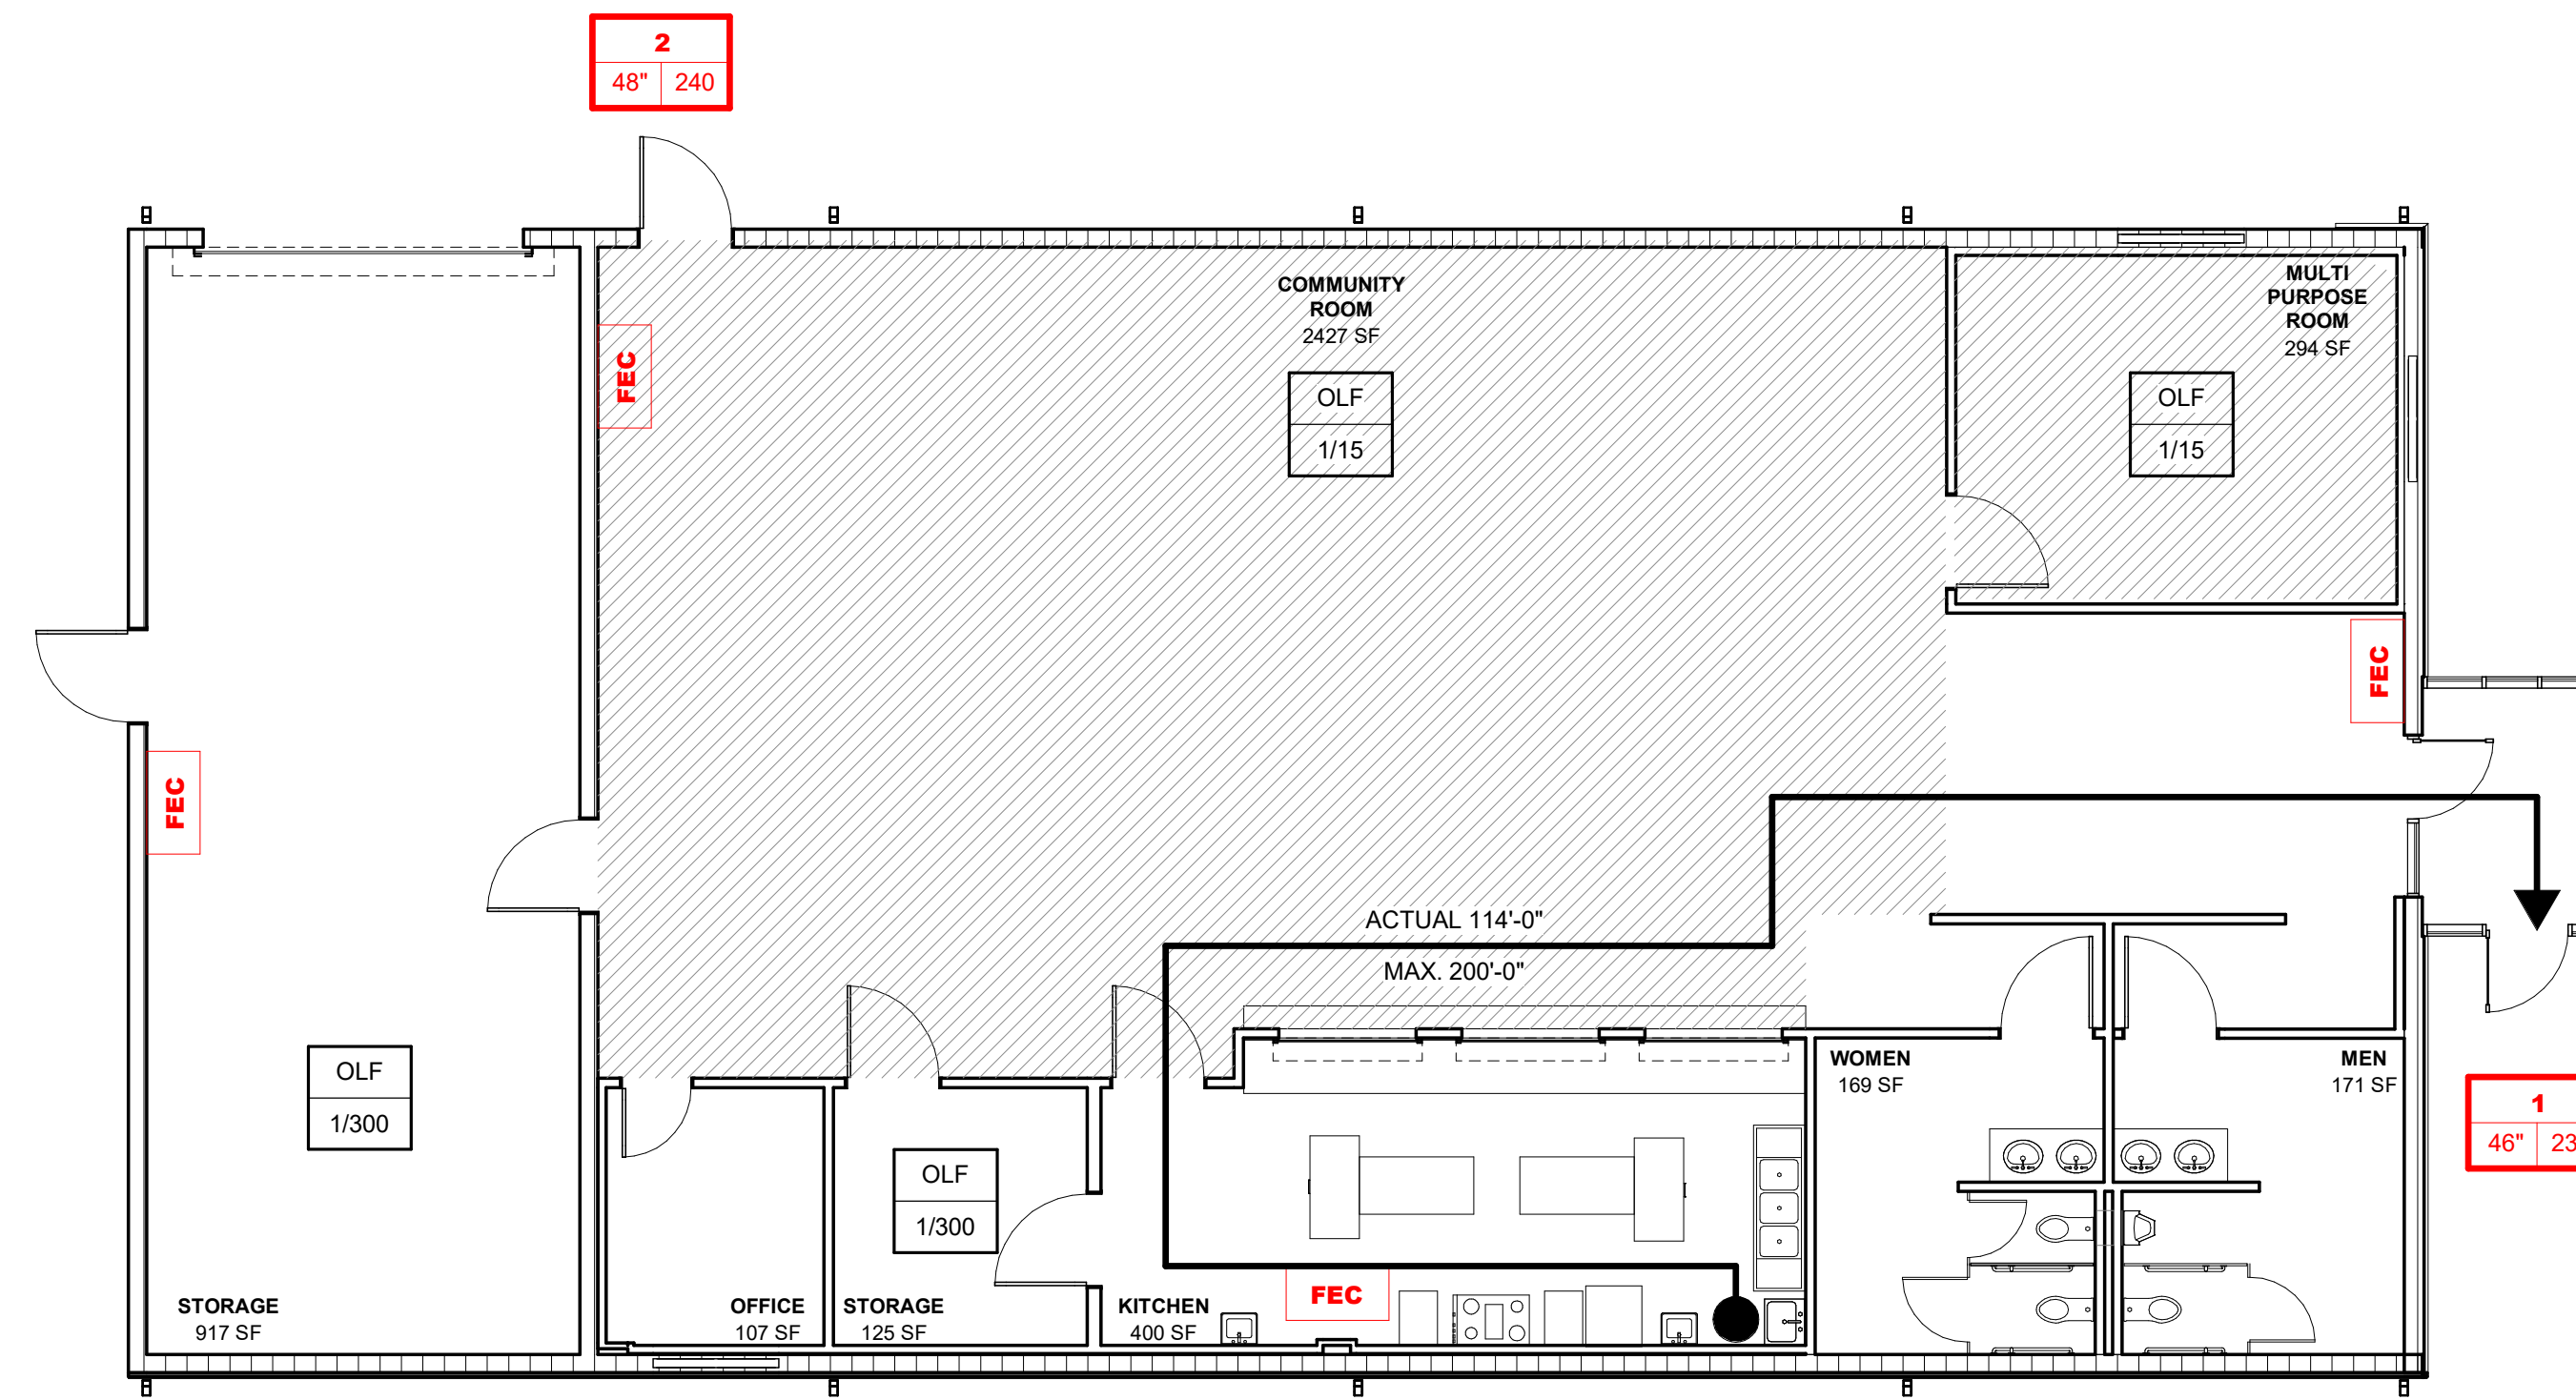 2
48" 240
COMMUNITY
ROOM
2427 SF
MULTI
PURPOSE
ROOM
294 SF
FEC
OLF
1/15
OLF
1/15
FEC
FEC
ACTUAL 114'-0"
MAX. 200'-0"
OLF
1/300
WOMEN
169 SF
MEN
171 SF
1
46"
OLF
1/300
FEC
STORAGE
917 SF
OFFICE
107 SF
STORAGE
125 SF
KITCHEN
400 SF